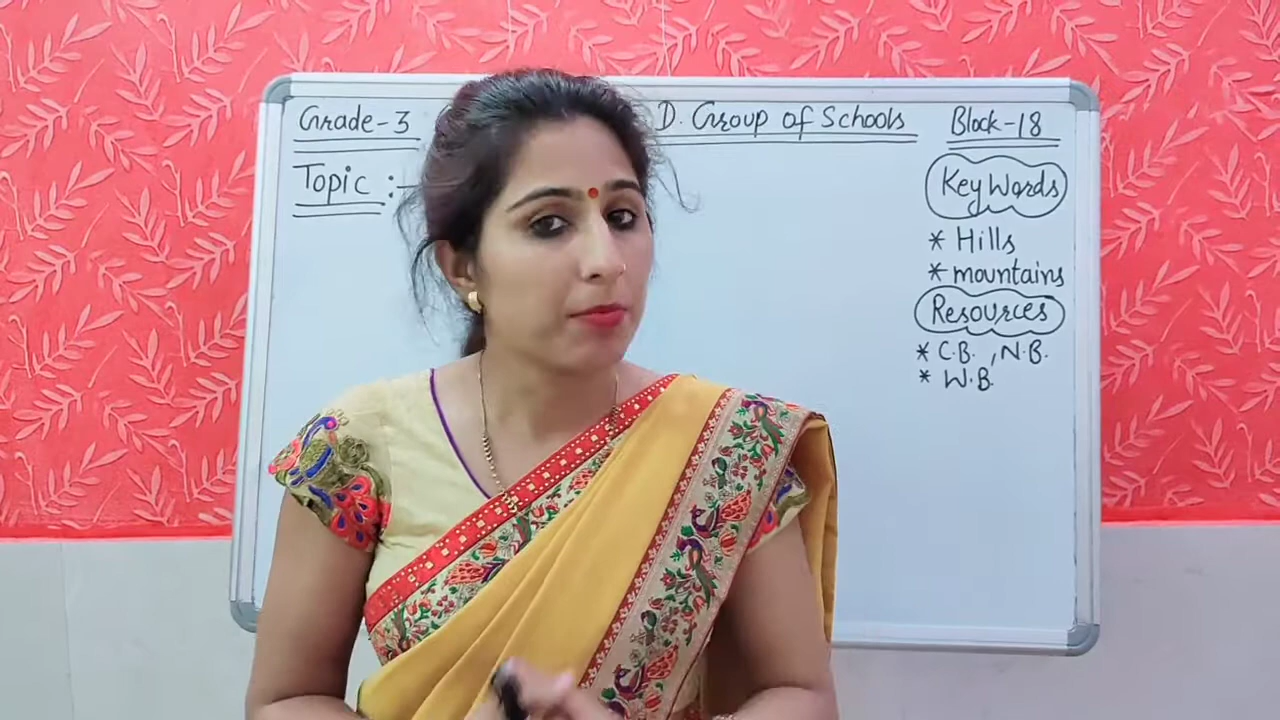 Grade-3
D. Group of Schools
Block-18
Topic :-
Key Words
* Hills
* mountains
Resources
* C.B. , N.B.
* W.B.